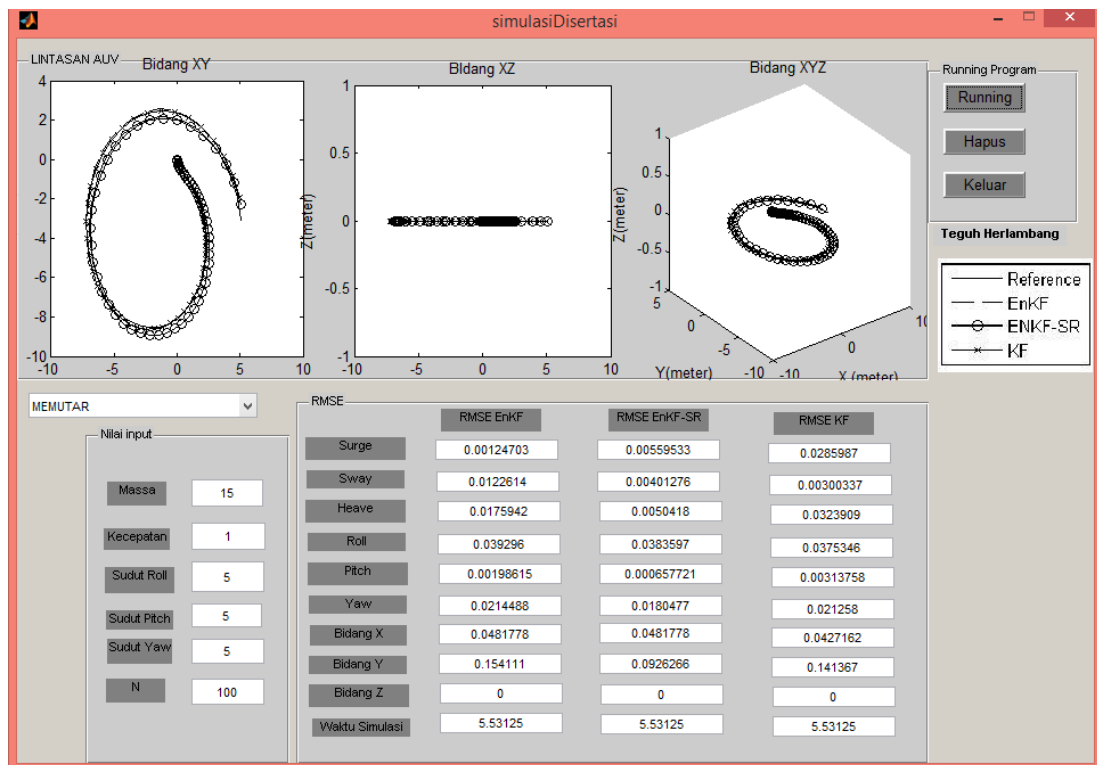 simulasiDisertasi
LINTASAN AUV
Bidang XY
4
2
0
-2
-4
-6
-8
-10
-10 -5 0 5 10
BIdang XZ
Z(meter)
1
0.5
0
-0.5
-1
-10 -5 0 5 10
Bidang XYZ
Z(meter)
1
0.5
0
-0.5
-1
5
0
-5
-10
Y(meter)
-10
0
10
X (meter)
Running Program
Running
Hapus
Keluar
Teguh Herlambang
Reference
EnKF
ENKF-SR
KF
MEMUTAR
Nilai input
Massa 15
Kecepatan 1
Sudut Roll 5
Sudut Pitch 5
Sudut Yaw 5
N 100
RMSE
RMSE EnKF RMSE EnKF-SR RMSE KF
Surge 0.00124703 0.00559533 0.0285987
Sway 0.0122614 0.00401276 0.00300337
Heave 0.0175942 0.0050418 0.0323909
Roll 0.039296 0.0383597 0.0375346
Pitch 0.00198615 0.000657721 0.00313758
Yaw 0.0214488 0.0180477 0.021258
Bidang X 0.0481778 0.0481778 0.0427162
Bidang Y 0.154111 0.0926266 0.141367
Bidang Z 0 0 0
Waktu Simulasi 5.53125 5.53125 5.53125